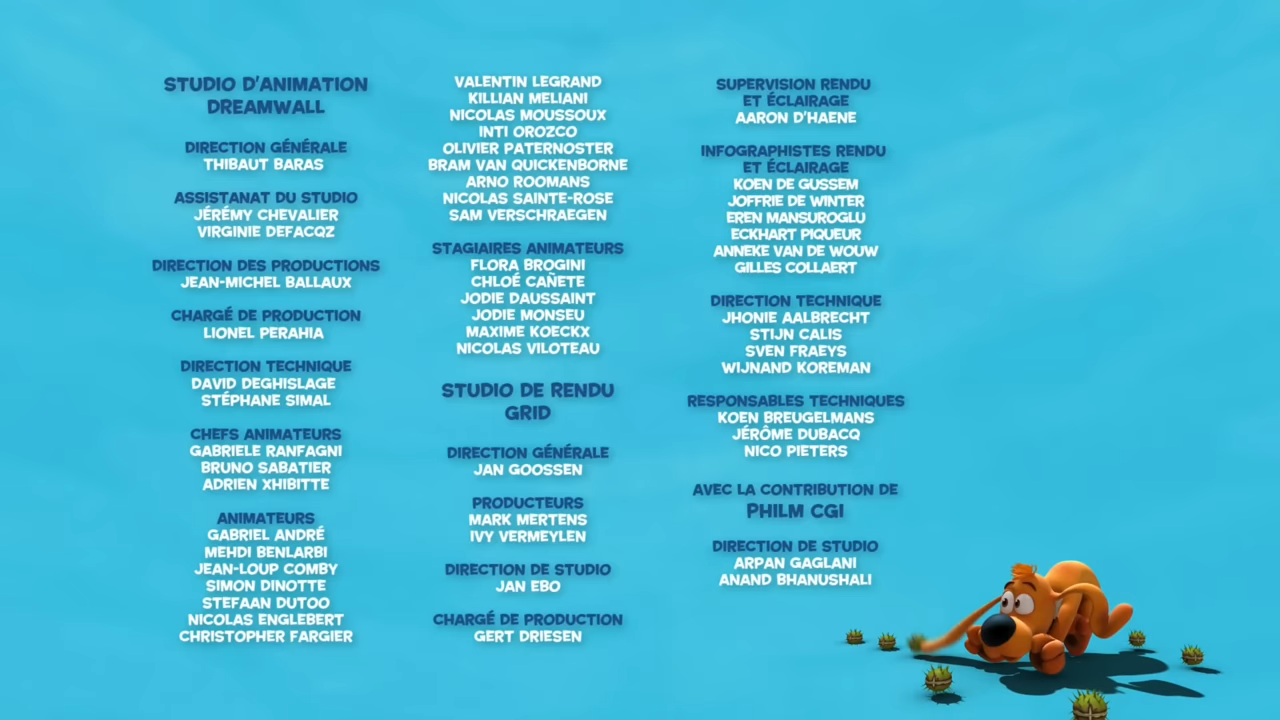 STUDIO D'ANIMATION
DREAMWALL
DIRECTION GÉNÉRALE
THIBAUT BARAS
ASSISTANAT DU STUDIO
JÉRÉMY CHEVALIER
VIRGINIE DEFACQZ
DIRECTION DES PRODUCTIONS
JEAN-MICHEL BALLAUX
CHARGÉ DE PRODUCTION
LIONEL PERAHIA
DIRECTION TECHNIQUE
DAVID DEGHISLAGE
STÉPHANE SIMAL
CHEFS ANIMATEURS
GABRIELE RANFAGNI
BRUNO SABATIER
ADRIEN XHIBITTE
ANIMATEURS
GABRIEL ANDRÉ
MEHDI BENLARBI
JEAN-LOUP COMBY
SIMON DINOTTE
STEFAAN DUTOO
NICOLAS ENGLEBERT
CHRISTOPHER FARGIER
VALENTIN LEGRAND
KILLIAN MELIANI
NICOLAS MOUSSOUX
INTI OROZCO
OLIVIER PATERNOSTER
BRAM VAN QUICKENBORNE
ARNO ROOMANS
NICOLAS SAINTE-ROSE
SAM VERSCHRAEGEN
STAGIAIRES ANIMATEURS
FLORA BROGINI
CHLOÉ CAÑETE
JODIE DAUSSAINT
JODIE MONSEU
MAXIME KOECKX
NICOLAS VILOTEAU
STUDIO DE RENDU
GRID
DIRECTION GÉNÉRALE
JAN GOOSSEN
PRODUCTEURS
MARK MERTENS
IVY VERMEYLEN
DIRECTION DE STUDIO
JAN EBO
CHARGÉ DE PRODUCTION
GERT DRIESEN
SUPERVISION RENDU
ET ÉCLAIRAGE
AARON D'HAENE
INFOGRAPHISTES RENDU
ET ÉCLAIRAGE
KOEN DE GUSSEM
JOFFRIE DE WINTER
EREN MANSUROGLU
ECKHART PIQUEUR
ANNEKE VAN DE WOUW
GILLES COLLAERT
DIRECTION TECHNIQUE
JHONIE AALBRECHT
STIJN CALIS
SVEN FRAEYS
WIJNAND KOREMAN
RESPONSABLES TECHNIQUES
KOEN BREUGELMANS
JÉRÔME DUBACQ
NICO PIETERS
AVEC LA CONTRIBUTION DE
PHILM CGI
DIRECTION DE STUDIO
ARPAN GAGLANI
ANAND BHANUSHALI